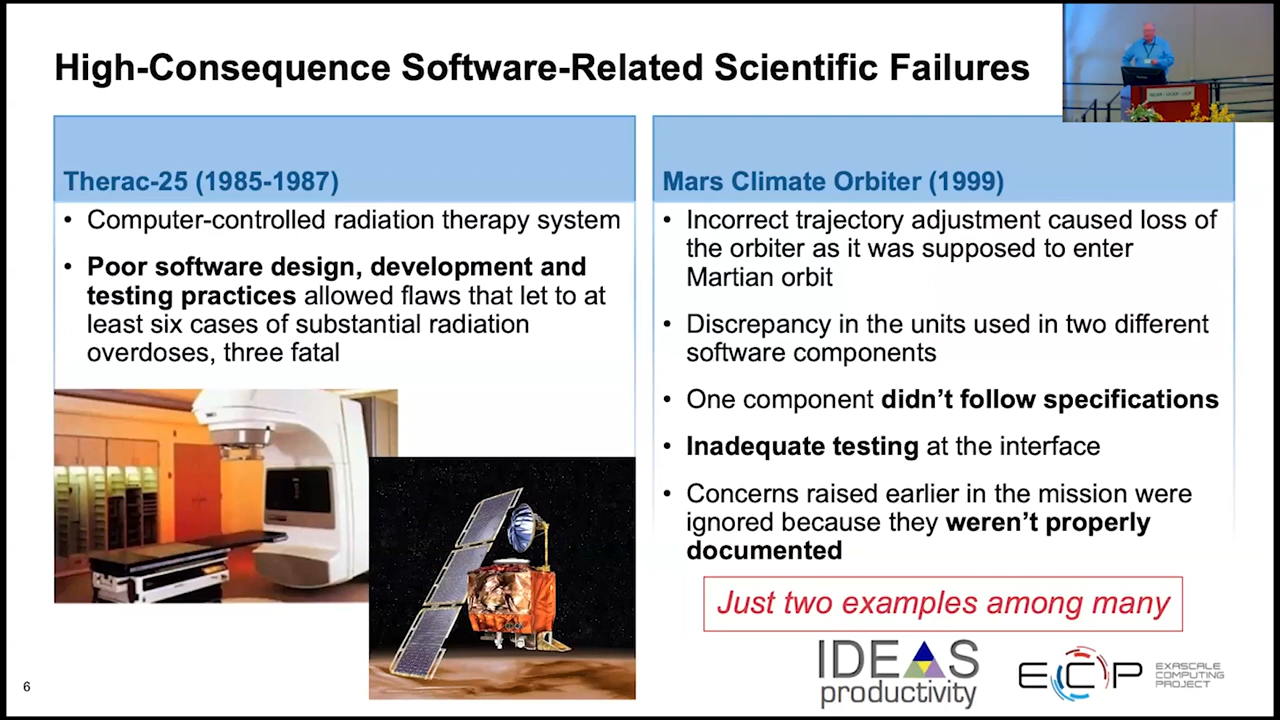 High-Consequence Software-Related Scientific Failures
Therac-25 (1985-1987)
• Computer-controlled radiation therapy system
• Poor software design, development and
testing practices allowed flaws that let to at
least six cases of substantial radiation
overdoses, three fatal
Mars Climate Orbiter (1999)
• Incorrect trajectory adjustment caused loss of
the orbiter as it was supposed to enter
Martian orbit
• Discrepancy in the units used in two different
software components
• One component didn't follow specifications
• Inadequate testing at the interface
• Concerns raised earlier in the mission were
ignored because they weren't properly
documented
Just two examples among many
IDEAS
productivity
ECP
EXASCALE
COMPUTING
PROJECT
6